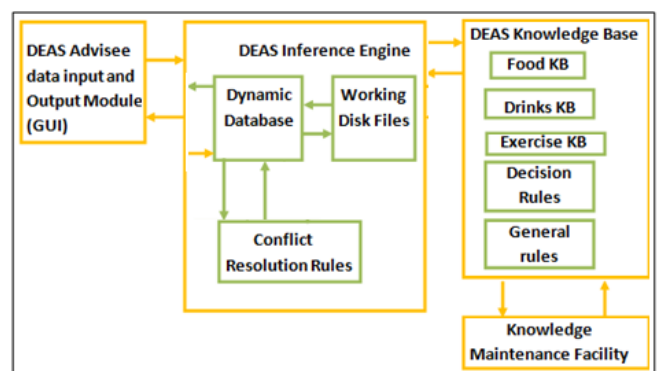 DEAS Advisee
data input and
Output Module
(GUI)
DEAS Inference Engine
Dynamic
Database
Working
Disk Files
Conflict
Resolution Rules
DEAS Knowledge Base
Food KB
Drinks KB
Exercise KB
Decision
Rules
General
rules
Knowledge
Maintenance Facility